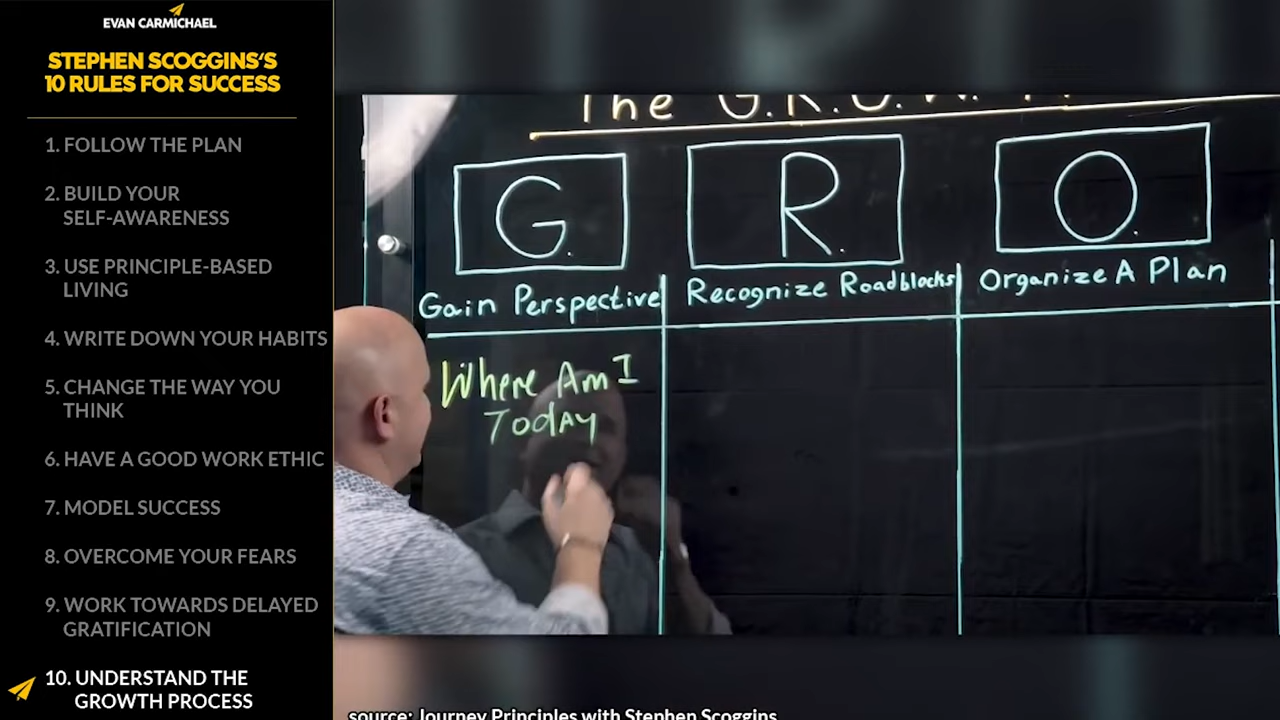 EVAN CARMICHAEL
STEPHEN SCOGGINS'S
10 RULES FOR SUCCESS
1. FOLLOW THE PLAN
2. BUILD YOUR
SELF-AWARENESS
3. USE PRINCIPLE-BASED
LIVING
4. WRITE DOWN YOUR HABITS
5. CHANGE THE WAY YOU
THINK
6. HAVE A GOOD WORK ETHIC
7. MODEL SUCCESS
8. OVERCOME YOUR FEARS
9. WORK TOWARDS DELAYED
GRATIFICATION
10. UNDERSTAND THE
GROWTH PROCESS
The G.R.O.W.
G. R. O.
Gain Perspective Recognize Roadblocks Organize A Plan
Where Am I
Today
source: Journey Principles with Stephen Scoggins